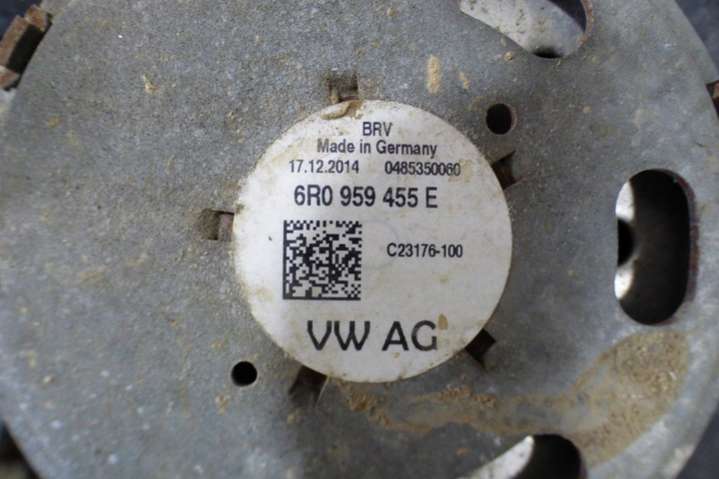 BRV
Made in Germany
17.12.2014 0485350060
6R0 959 455 E
C23176-100
VW AG